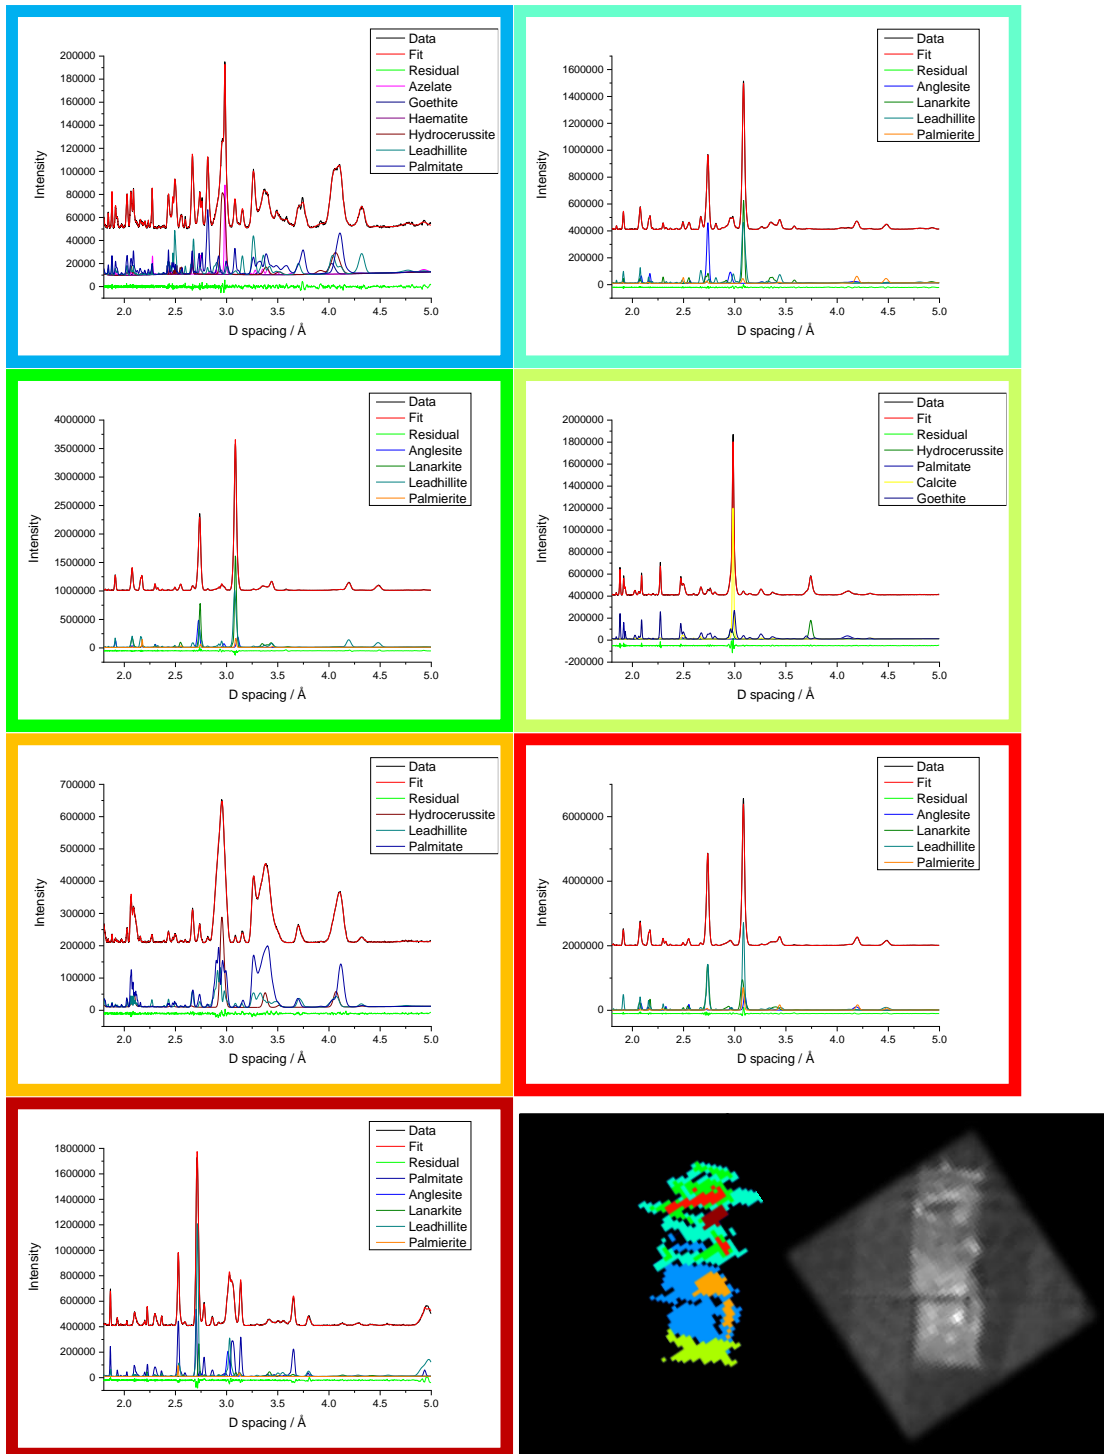 Data
Fit
Residual
Azelate
Goethite
Haematite
Hydrocerussite
Leadhillite
Palmitate
200000
180000
160000
140000
120000
100000
80000
60000
40000
20000
0
Intensity
2.0 2.5 3.0 3.5 4.0 4.5 5.0
D spacing / Å
Data
Fit
Residual
Anglesite
Lanarkite
Leadhillite
Palmierite
1600000
1400000
1200000
1000000
800000
600000
400000
200000
0
Intensity
2.0 2.5 3.0 3.5 4.0 4.5 5.0
D spacing / Å
Data
Fit
Residual
Anglesite
Lanarkite
Leadhillite
Palmierite
4000000
3500000
3000000
2500000
2000000
1500000
1000000
500000
0
Intensity
2.0 2.5 3.0 3.5 4.0 4.5 5.0
D spacing / Å
Data
Fit
Residual
Hydrocerussite
Palmitate
Calcite
Goethite
2000000
1800000
1600000
1400000
1200000
1000000
800000
600000
400000
200000
0
-200000
Intensity
2.0 2.5 3.0 3.5 4.0 4.5 5.0
D spacing / Å
Data
Fit
Residual
Hydrocerussite
Leadhillite
Palmitate
700000
600000
500000
400000
300000
200000
100000
0
Intensity
2.0 2.5 3.0 3.5 4.0 4.5 5.0
D spacing / Å
Data
Fit
Residual
Anglesite
Lanarkite
Leadhillite
Palmierite
6000000
4000000
2000000
0
Intensity
2.0 2.5 3.0 3.5 4.0 4.5 5.0
D spacing / Å
Data
Fit
Residual
Palmitate
Anglesite
Lanarkite
Leadhillite
Palmierite
1800000
1600000
1400000
1200000
1000000
800000
600000
400000
200000
0
Intensity
2.0 2.5 3.0 3.5 4.0 4.5 5.0
D spacing / Å